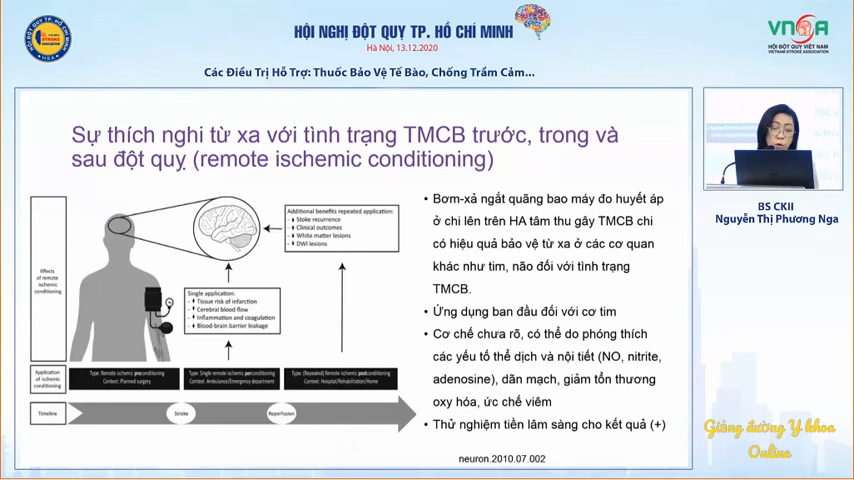 HỘI NGHỊ ĐỘT QUỴ TP. HỒ CHÍ MINH
Hà Nội, 13.12.2020
VNSA
HỘI ĐỘT QUỴ VIỆT NAM
VIETNAM STROKE ASSOCIATION
Các Điều Trị Hỗ Trợ: Thuốc Bảo Vệ Tế Bào, Chống Trầm Cảm...
Sự thích nghi từ xa với tình trạng TMCB trước, trong và
sau đột quỵ (remote ischemic conditioning)
Effects
of remote
ischemic
conditioning
Additional benefits repeated application:
Stoke recurrence
Clinical outcomes
White matter lesions
DWI lesions
Single application:
Tissue risk of infarction
Cerebral blood flow
Inflammation and coagulation
Blood-brain barrier leakage
Application
of ischemic
conditioning
Type: Remote ischemic preconditioning
Context: Planned surgery
Type: Single remote ischemic perconditioning
Context: Ambulance/Emergency department
Type: (Repeated) Remote ischemic postconditioning
Context: Hospital/Rehabilitation/Home
Timeline
Stroke
Reperfusion
• Bơm-xả ngắt quãng bao máy đo huyết áp
ở chi lên trên HA tâm thu gây TMCB chi
có hiệu quả bảo vệ từ xa ở các cơ quan
khác như tim, não đối với tình trạng
TMCB.
• Ứng dụng ban đầu đối với cơ tim
• Cơ chế chưa rõ, có thể do phóng thích
các yếu tố thể dịch và nội tiết (NO, nitrite,
adenosine), dãn mạch, giảm tổn thương
oxy hóa, ức chế viêm
• Thử nghiệm tiền lâm sàng cho kết quả (+)
neuron.2010.07.002
BS CKII
Nguyễn Thị Phương Nga
Giảng đường Y khoa
Online